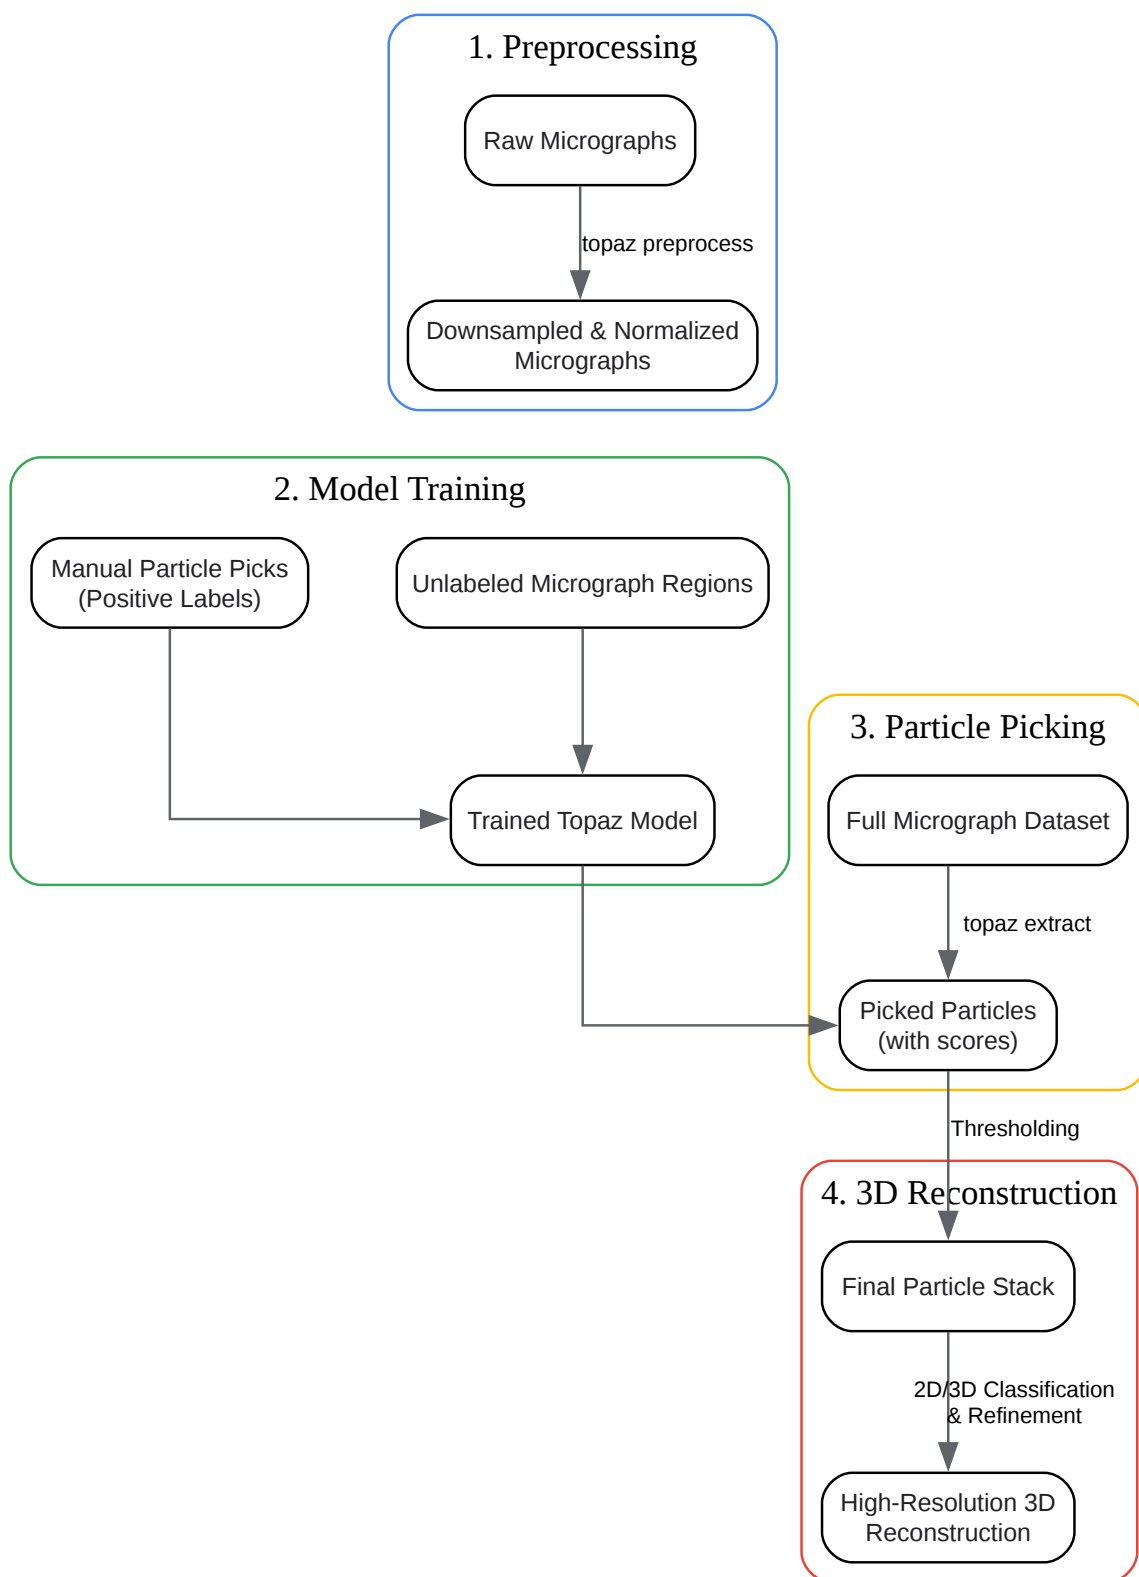 1. Preprocessing
Raw Micrographs
topaz preprocess
Downsampled & Normalized
Micrographs
2. Model Training
Manual Particle Picks
(Positive Labels)
Unlabeled Micrograph Regions
Trained Topaz Model
3. Particle Picking
Full Micrograph Dataset
topaz extract
Picked Particles
(with scores)
Thresholding
4. 3D Reconstruction
Final Particle Stack
2D/3D Classification
& Refinement
High-Resolution 3D
Reconstruction